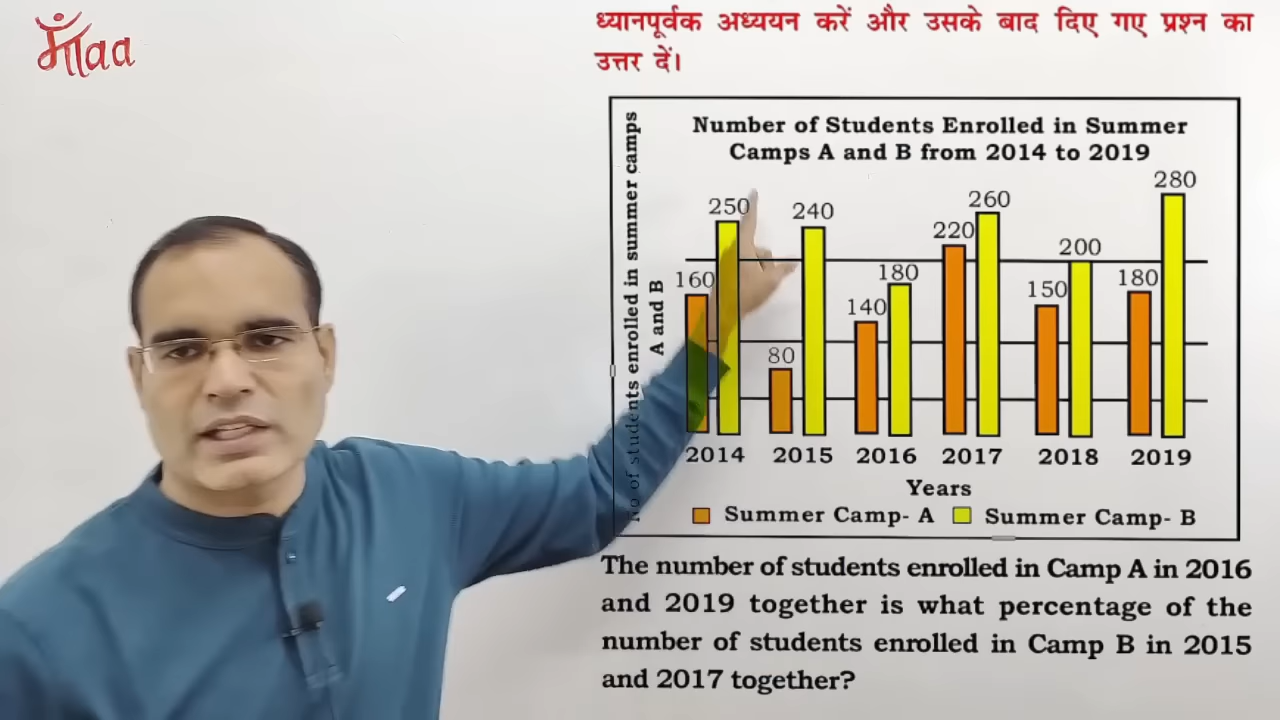 माँaa
ध्यानपूर्वक अध्ययन करें और उसके बाद दिए गए प्रश्न का
उत्तर दें।
Number of Students Enrolled in Summer
Camps A and B from 2014 to 2019
No of students enrolled in summer camps
A and B
160 250 80 240 140 180 220 260 150 200 180 280
2014 2015 2016 2017 2018 2019
Years
Summer Camp- A Summer Camp- B
The number of students enrolled in Camp A in 2016
and 2019 together is what percentage of the
number of students enrolled in Camp B in 2015
and 2017 together?